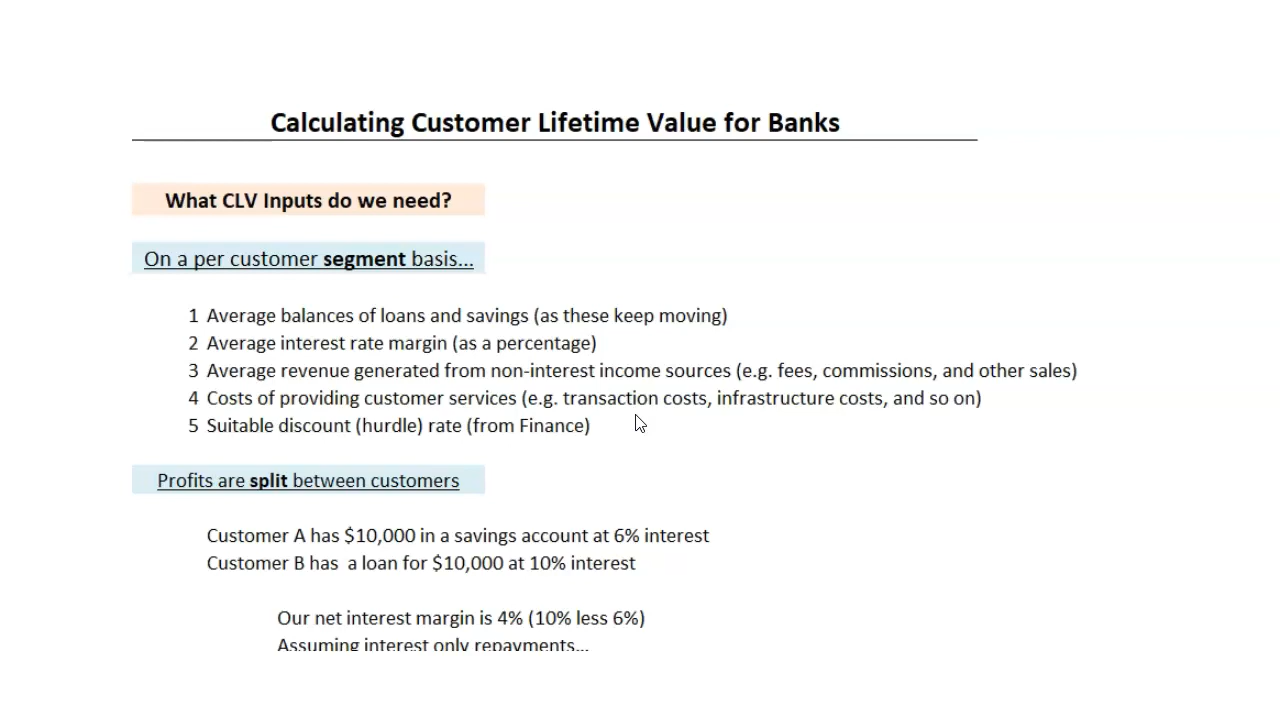 Calculating Customer Lifetime Value for Banks
What CLV Inputs do we need?
On a per customer segment basis...
1 Average balances of loans and savings (as these keep moving)
2 Average interest rate margin (as a percentage)
3 Average revenue generated from non-interest income sources (e.g. fees, commissions, and other sales)
4 Costs of providing customer services (e.g. transaction costs, infrastructure costs, and so on)
5 Suitable discount (hurdle) rate (from Finance)
Profits are split between customers
Customer A has $10,000 in a savings account at 6% interest
Customer B has a loan for $10,000 at 10% interest
Our net interest margin is 4% (10% less 6%)
Assuming interest only repayments...